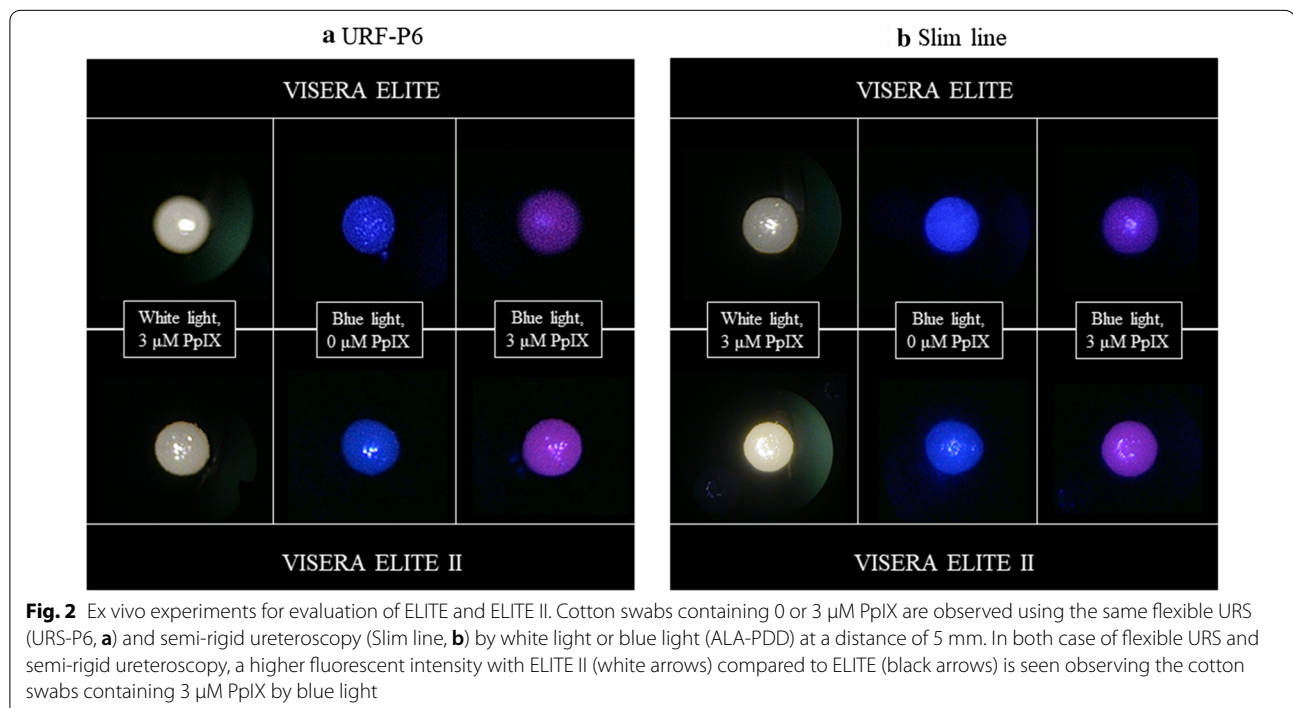 a URF-P6
VISERA ELITE
White light,
3 µM PpIX
Blue light,
0 µM PpIX
Blue light,
3 µM PpIX
VISERA ELITE II
b Slim line
VISERA ELITE
White light,
3 µM PpIX
Blue light,
0 µM PpIX
Blue light,
3 µM PpIX
VISERA ELITE II
Fig. 2 Ex vivo experiments for evaluation of ELITE and ELITE II. Cotton swabs containing 0 or 3 µM PpIX are observed using the same flexible URS
(URS-P6, a) and semi-rigid ureteroscopy (Slim line, b) by white light or blue light (ALA-PDD) at a distance of 5 mm. In both case of flexible URS and
semi-rigid ureteroscopy, a higher fluorescent intensity with ELITE II (white arrows) compared to ELITE (black arrows) is seen observing the cotton
swabs containing 3 µM PpIX by blue light